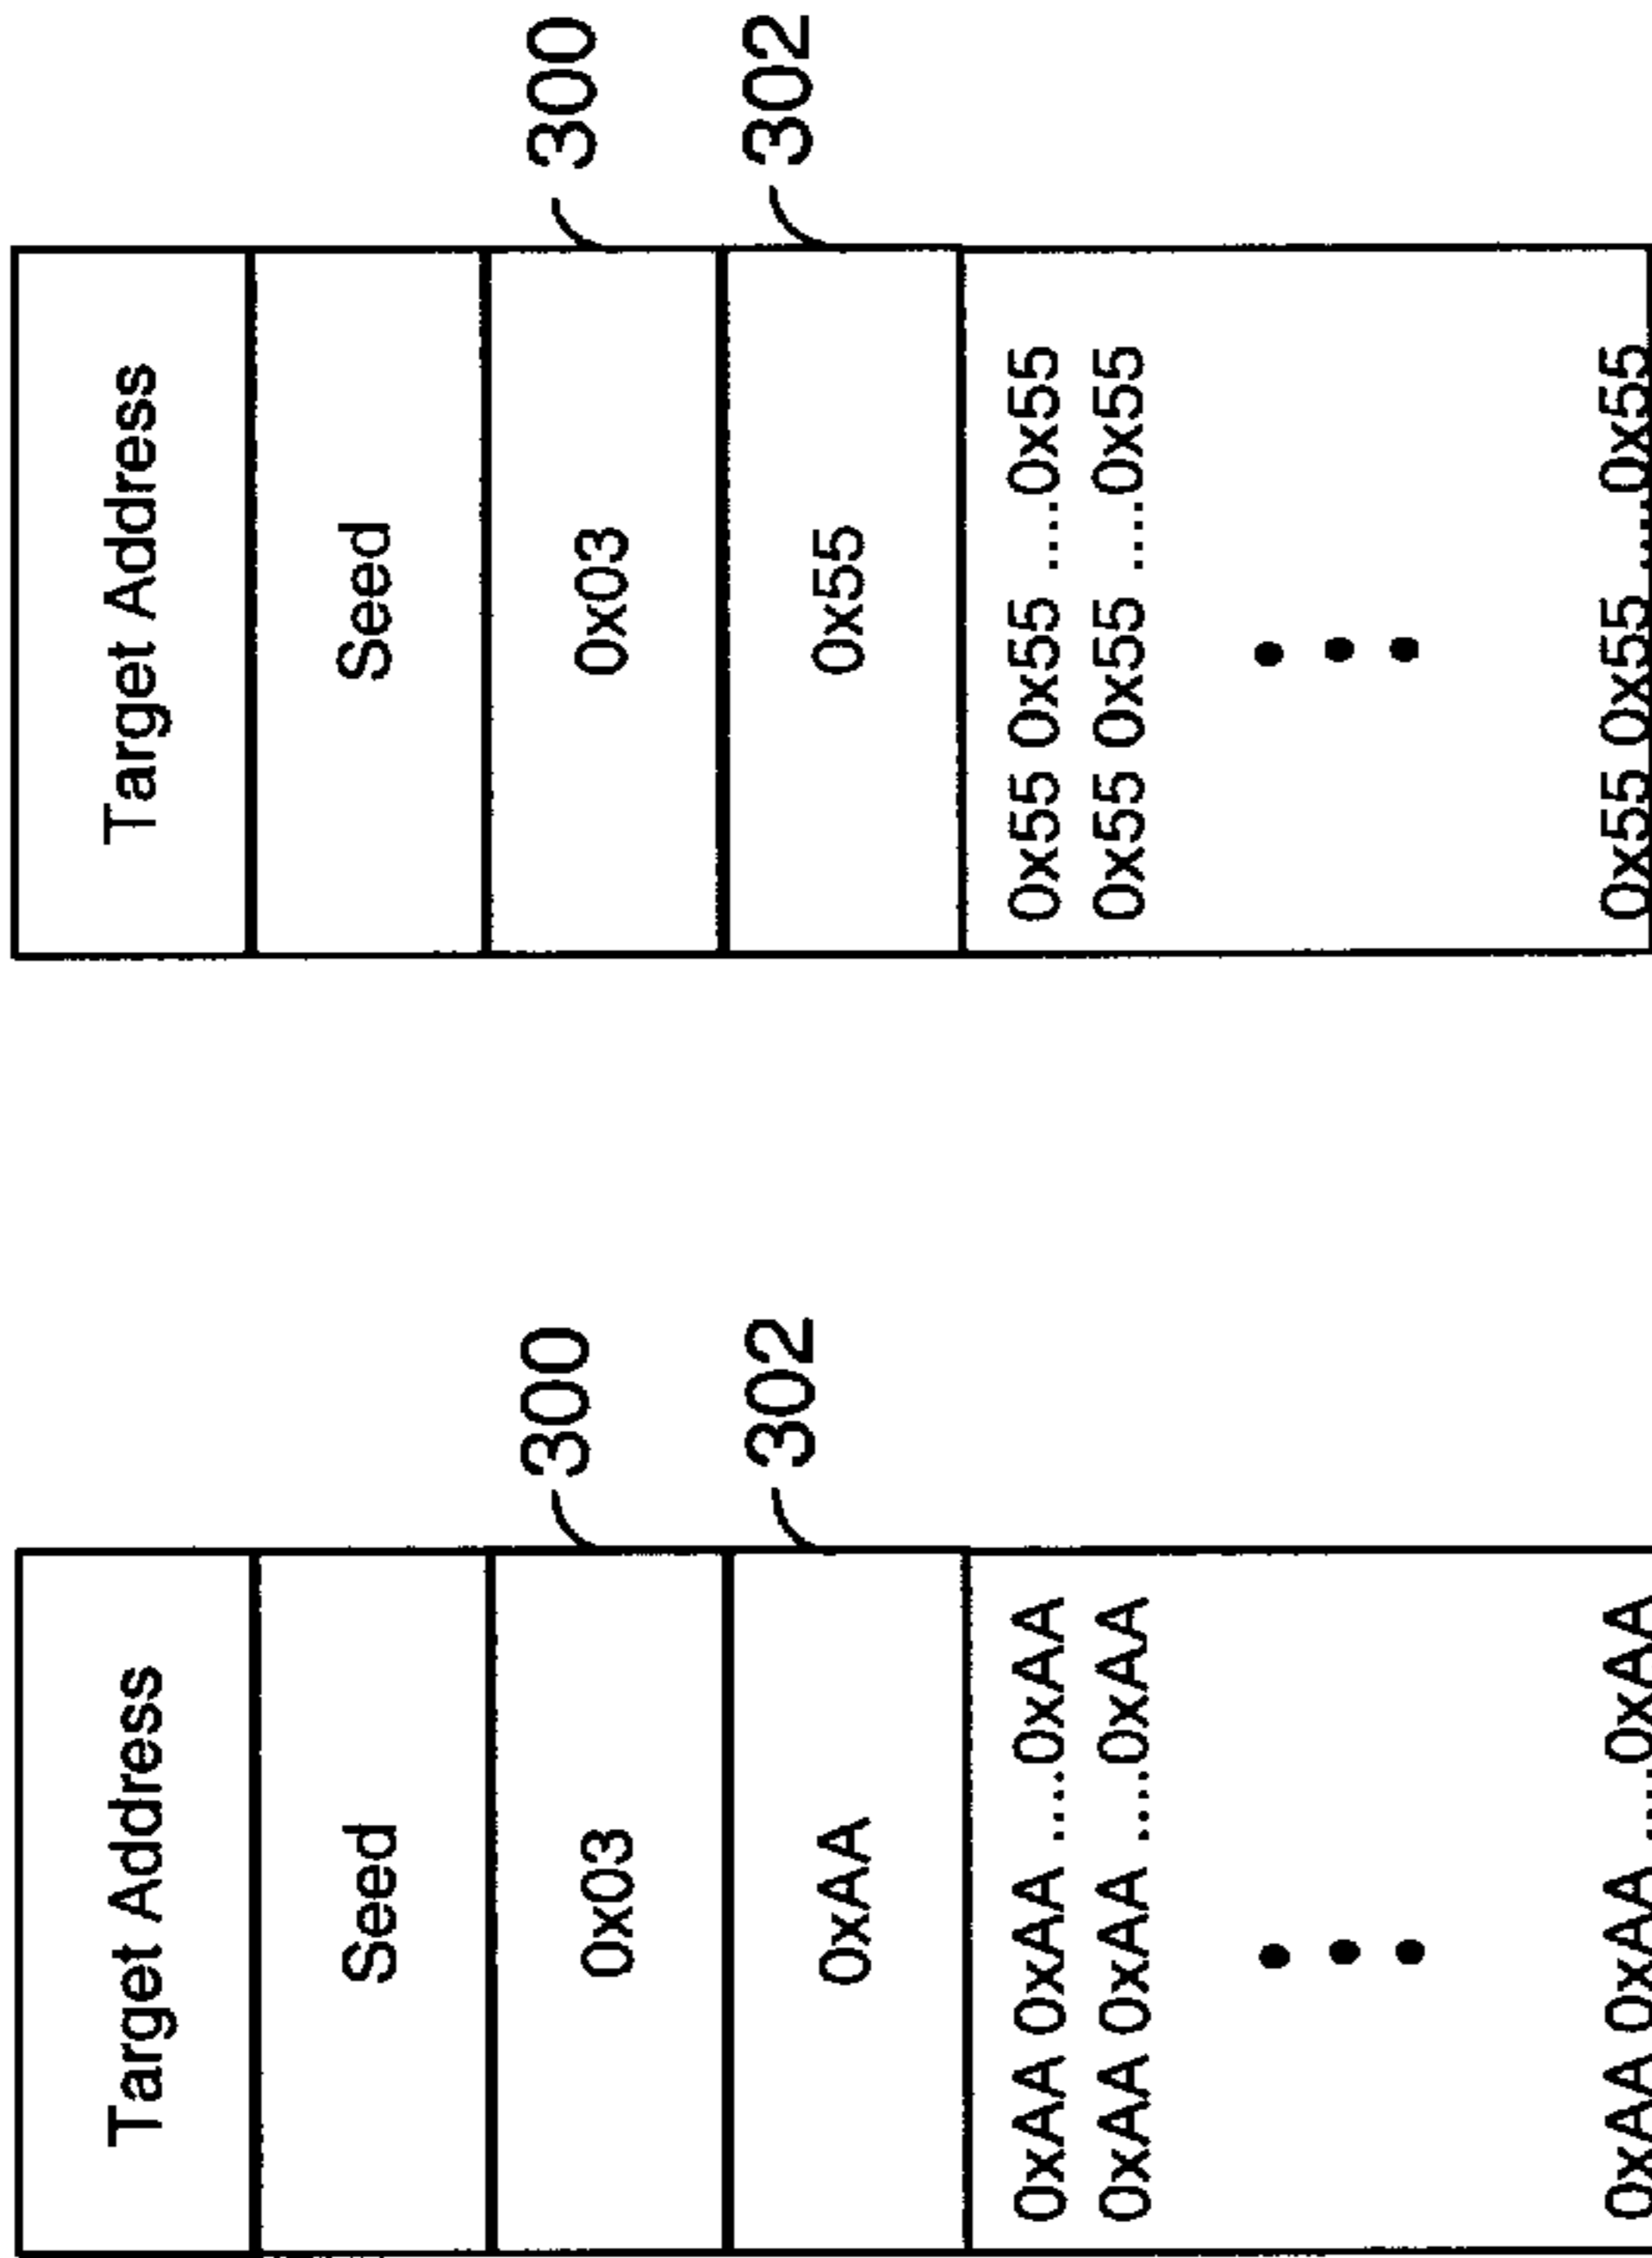 Target Address
Seed
0x03
300
0xAA
302
0xAA 0xAA ....0xAA
0xAA 0xAA ....0xAA
0xAA 0xAA ....0xAA
Target Address
Seed
0x03
300
0x55
302
0x55 0x55 ....0x55
0x55 0x55 ....0x55
0x55 0x55 ....0x55